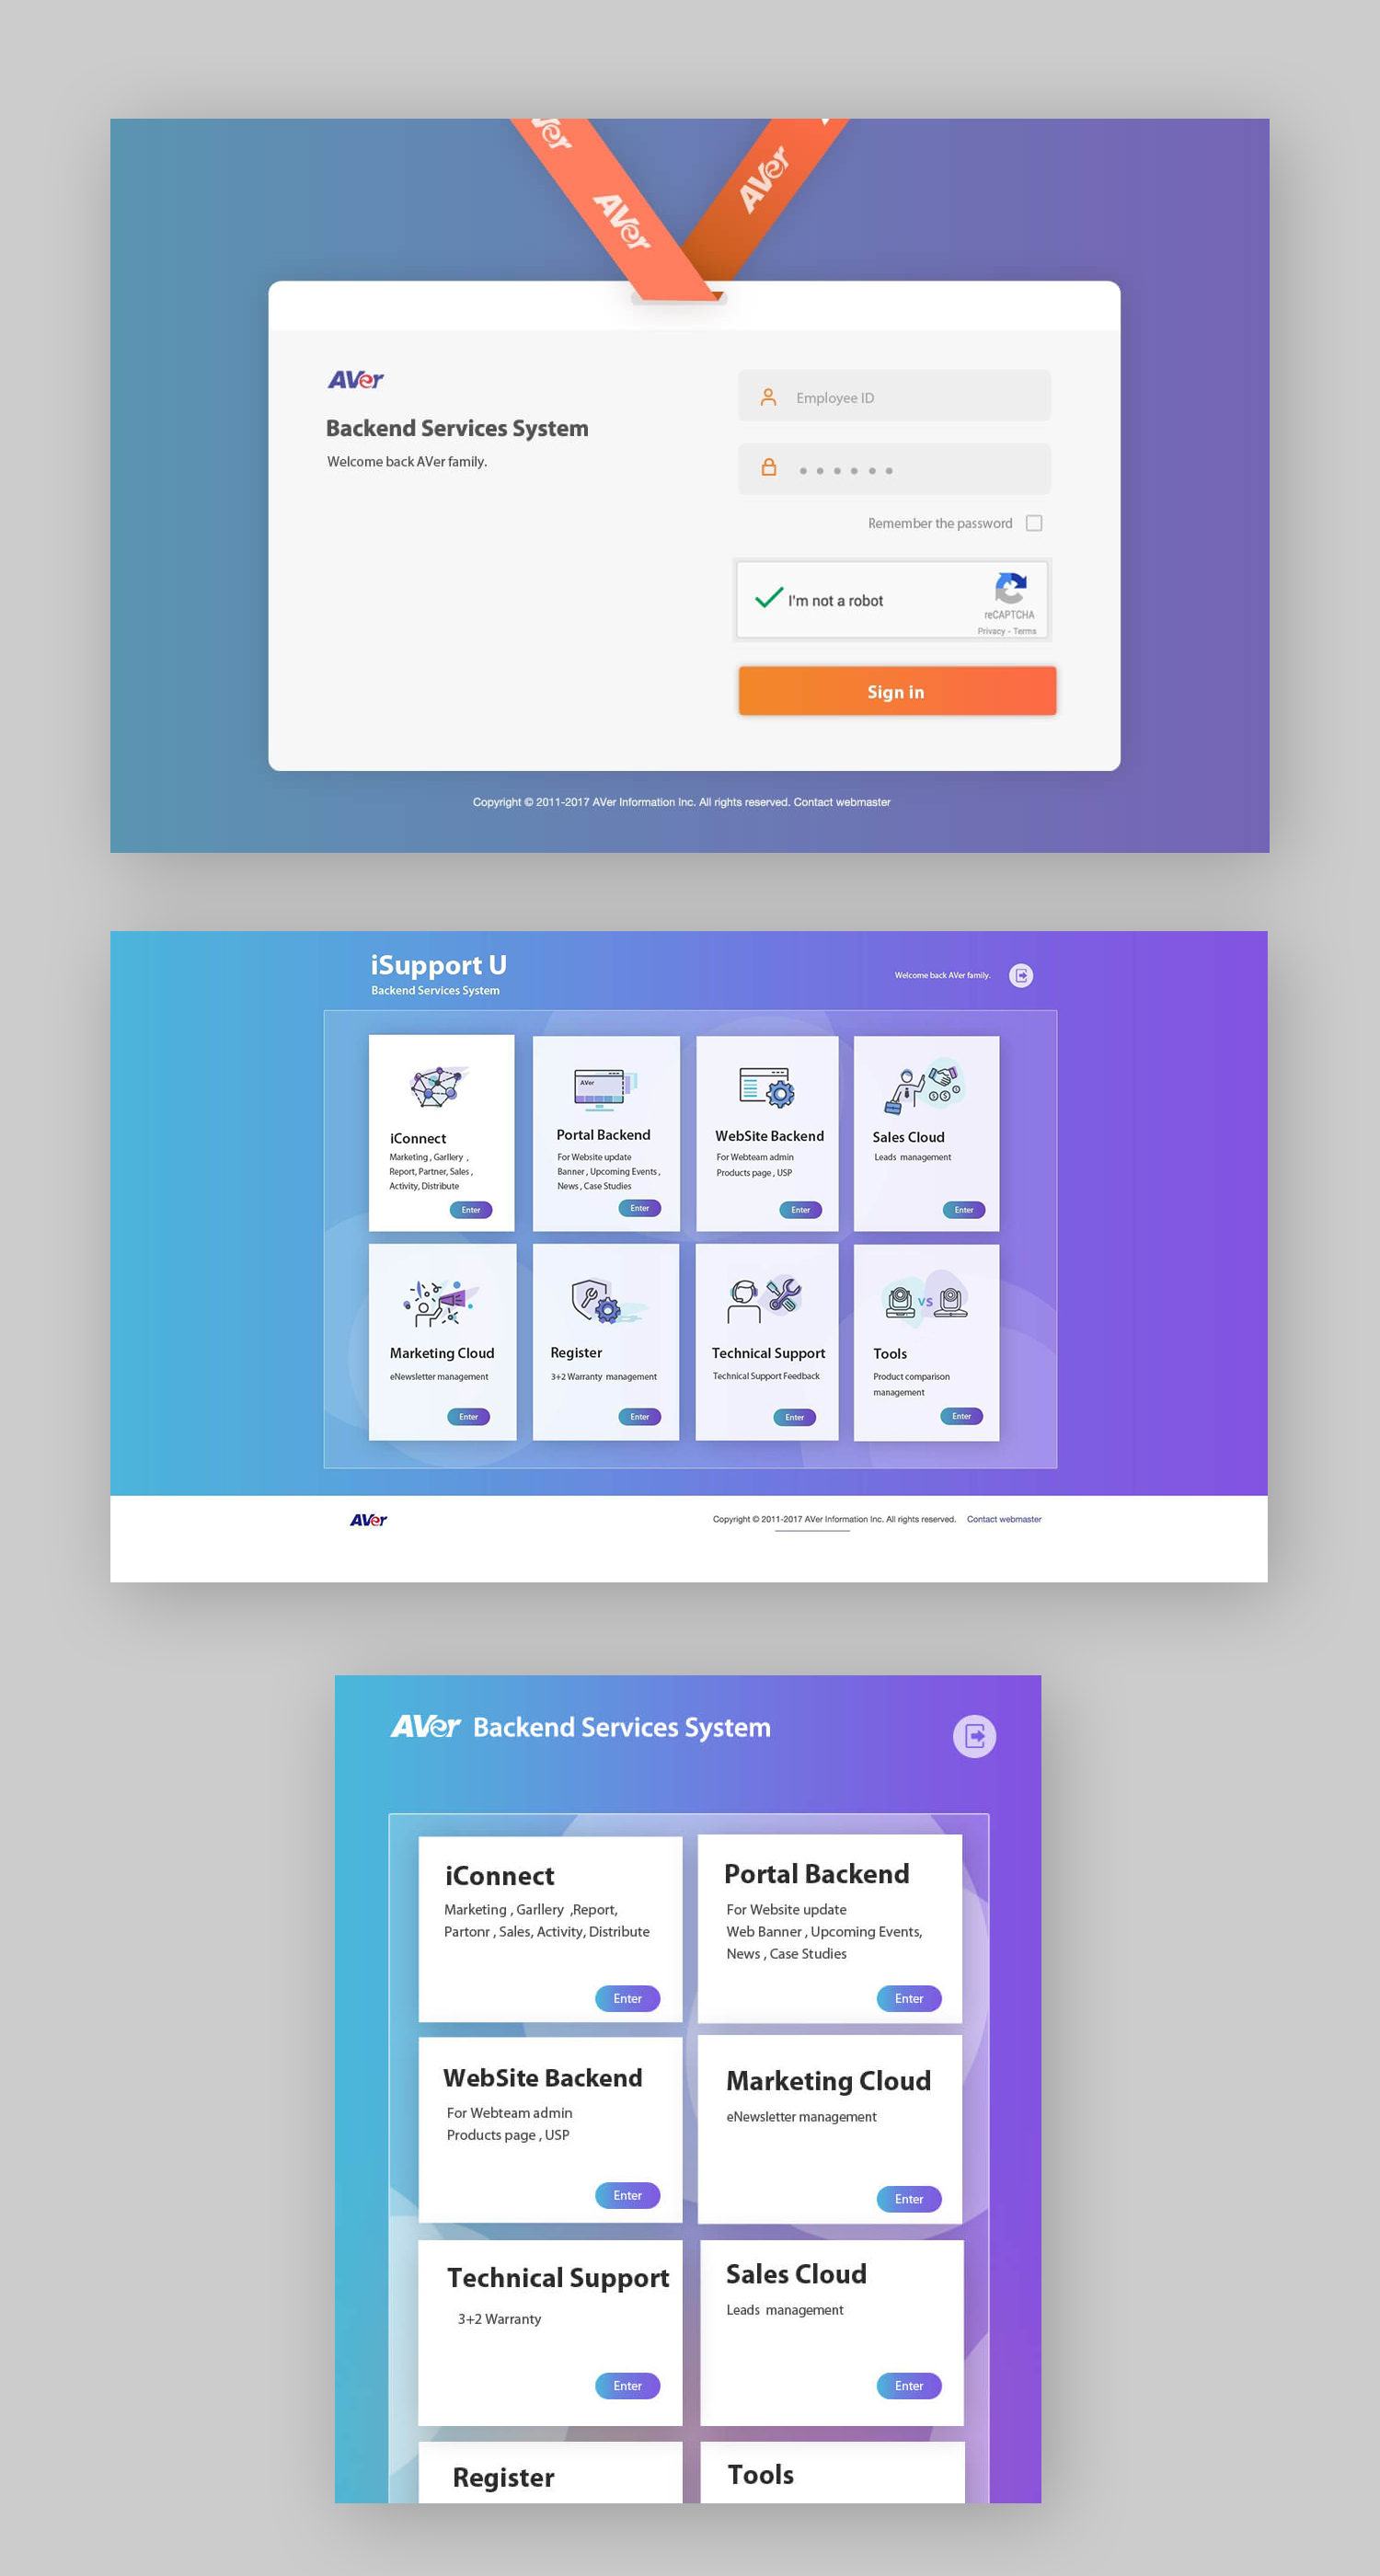 AVer
AVer
AVer
AVer
Backend Services System
Welcome back AVer family.
Employee ID
Remember the password
I'm not a robot
reCAPTCHA
Privacy - Terms
Sign in
Copyright © 2011-2017 AVer Information Inc. All rights reserved. Contact webmaster
iSupport U
Backend Services System
Welcome back AVer family.
iConnect
Marketing , Garllery ,
Report, Partner, Sales ,
Activity, Distribute
Enter
AVer
Portal Backend
For Website update
Banner , Upcoming Events ,
News , Case Studies
Enter
WebSite Backend
For Webteam admin
Products page , USP
Enter
Sales Cloud
Leads management
Enter
Marketing Cloud
eNewsletter management
Enter
Register
3+2 Warranty management
Enter
Technical Support
Technical Support Feedback
Enter
VS
Tools
Product comparison
management
Enter
AVer
Copyright © 2011-2017 AVer Information Inc. All rights reserved. Contact webmaster
AVer Backend Services System
iConnect
Marketing , Garllery ,Report,
Partonr , Sales, Activity, Distribute
Enter
Portal Backend
For Website update
Web Banner , Upcoming Events,
News , Case Studies
Enter
WebSite Backend
For Webteam admin
Products page , USP
Enter
Marketing Cloud
eNewsletter management
Enter
Technical Support
3+2 Warranty
Enter
Sales Cloud
Leads management
Enter
Register
Tools